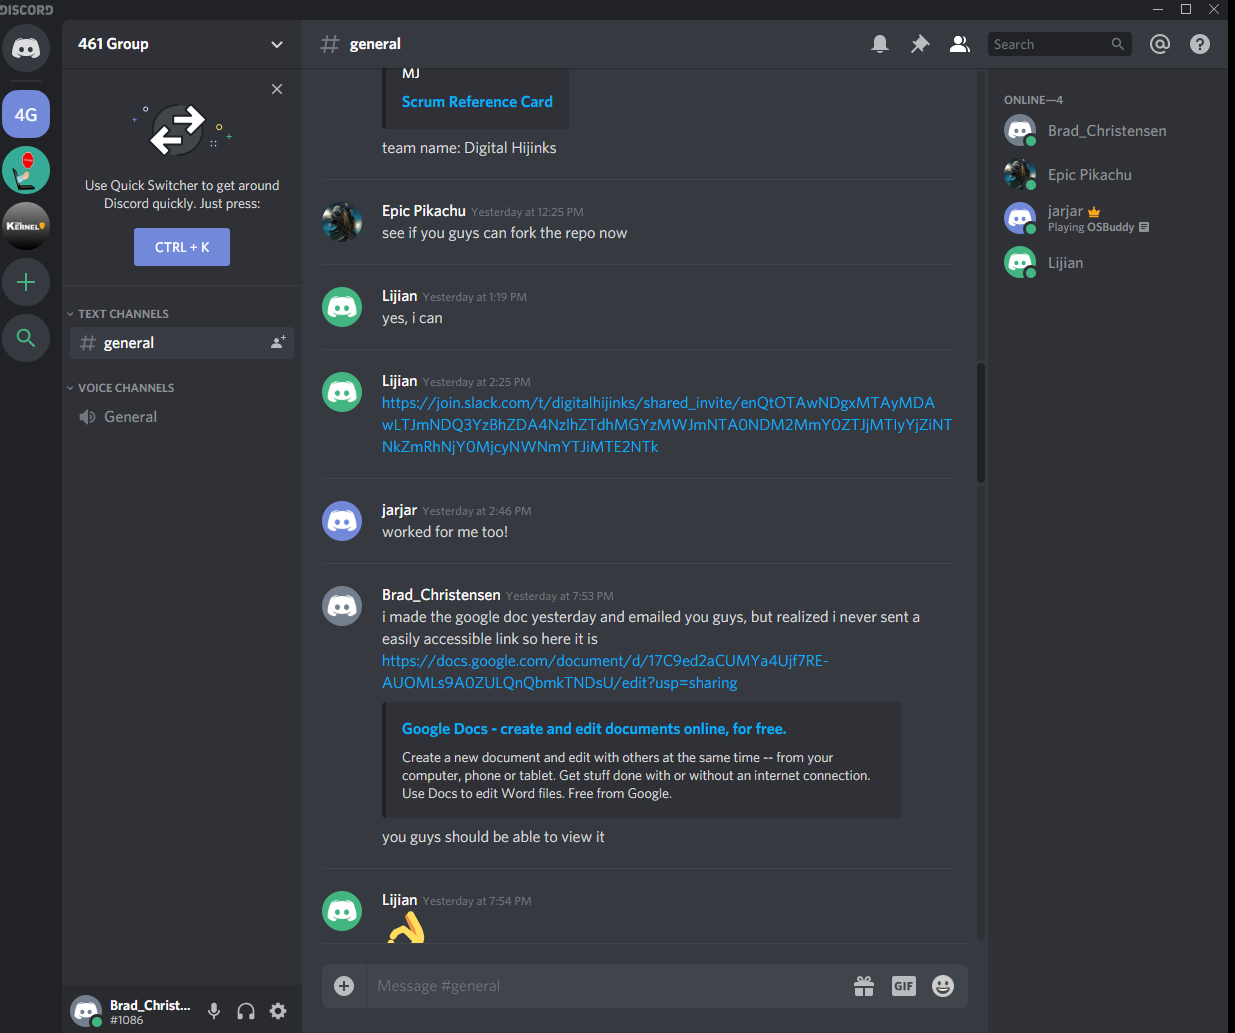 DISCORD
461 Group
# general
Search
4G
KERNEL
Use Quick Switcher to get around
Discord quickly. Just press:
CTRL + K
TEXT CHANNELS
# general
VOICE CHANNELS
General
MJ
Scrum Reference Card
team name: Digital Hijinks
Epic Pikachu Yesterday at 12:25 PM
see if you guys can fork the repo now
Lijian Yesterday at 1:19 PM
yes, i can
Lijian Yesterday at 2:25 PM
https://join.slack.com/t/digitalhijinks/shared_invite/enQtOTAwNDgxMTAyMDA
wLTJmNDQ3YzBhZDA4NzlhZTdhMGYzMWJmNTA0NDM2MmY0ZTJjMTIyYjZiNT
NkZmRhNjY0MjcyNWNmYTJiMTE2NTk
jarjar Yesterday at 2:46 PM
worked for me too!
Brad_Christensen Yesterday at 7:53 PM
i made the google doc yesterday and emailed you guys, but realized i never sent a
easily accessible link so here it is
https://docs.google.com/document/d/17C9ed2aCUMYa4Ujf7RE-
AUOMLs9A0ZULQnQbmkTNDsU/edit?usp=sharing
Google Docs - create and edit documents online, for free.
Create a new document and edit with others at the same time -- from your
computer, phone or tablet. Get stuff done with or without an internet connection.
Use Docs to edit Word files. Free from Google.
you guys should be able to view it
Lijian Yesterday at 7:54 PM
Message #general
GIF
ONLINE—4
Brad_Christensen
Epic Pikachu
jarjar
Playing OSBuddy
Lijian
Brad_Christ...
#1086